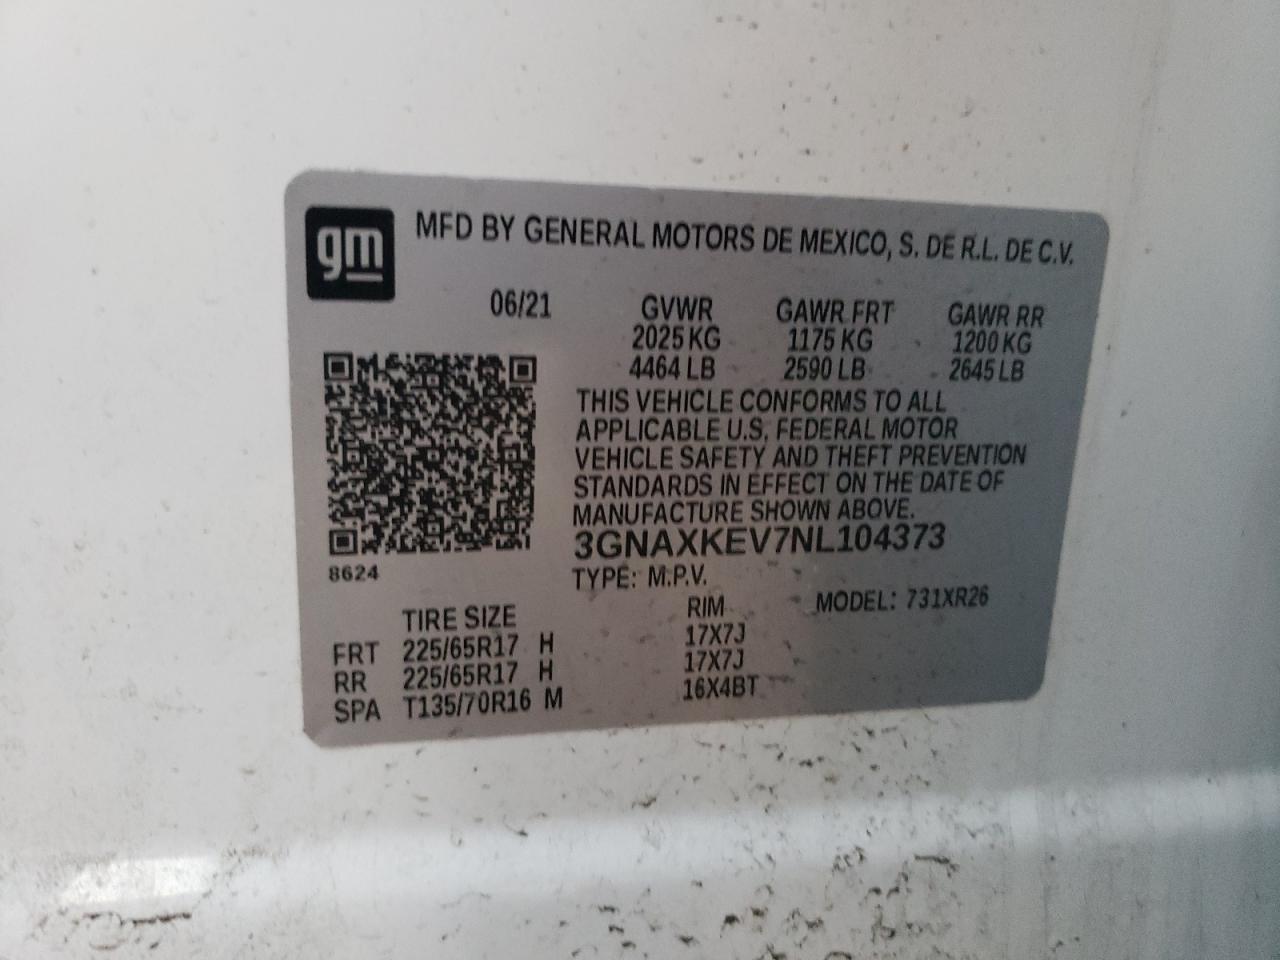 gm
MFD BY GENERAL MOTORS DE MEXICO, S. DE R.L. DE C.V.
06/21 GVWR GAWR FRT GAWR RR
2025 KG 1175 KG 1200 KG
4464 LB 2590 LB 2645 LB
THIS VEHICLE CONFORMS TO ALL
APPLICABLE U.S. FEDERAL MOTOR
VEHICLE SAFETY AND THEFT PREVENTION
STANDARDS IN EFFECT ON THE DATE OF
MANUFACTURE SHOWN ABOVE.
3GNAXKEV7NL104373
8624 TYPE: M.P.V.
TIRE SIZE RIM MODEL: 731XR26
FRT 225/65R17 H 17X7J
RR 225/65R17 H 17X7J
SPA T135/70R16 M 16X4BT